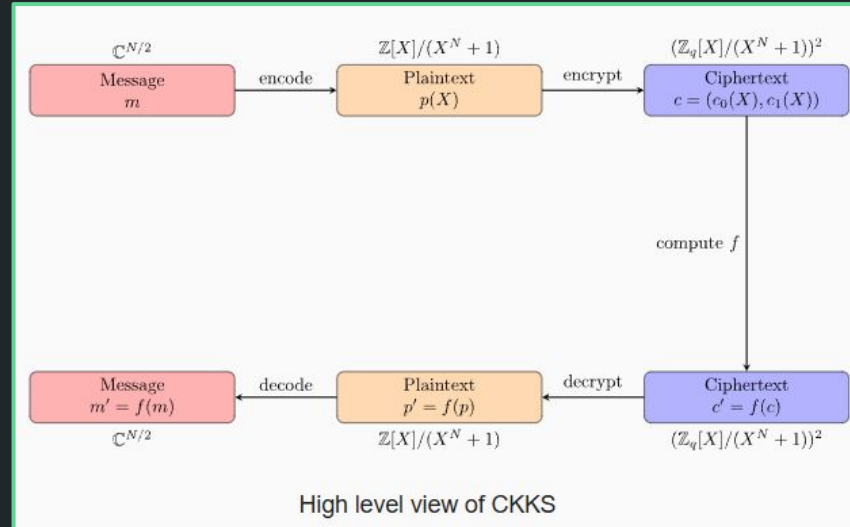 ℂ^{N/2}
ℤ[X]/(X^N + 1)
(ℤ_q[X]/(X^N + 1))^2
Message
m
encode
Plaintext
p(X)
encrypt
Ciphertext
c = (c_0(X), c_1(X))
compute f
Message
m′ = f(m)
decode
Plaintext
p′ = f(p)
decrypt
Ciphertext
c′ = f(c)
ℂ^{N/2}
ℤ[X]/(X^N + 1)
(ℤ_q[X]/(X^N + 1))^2
High level view of CKKS